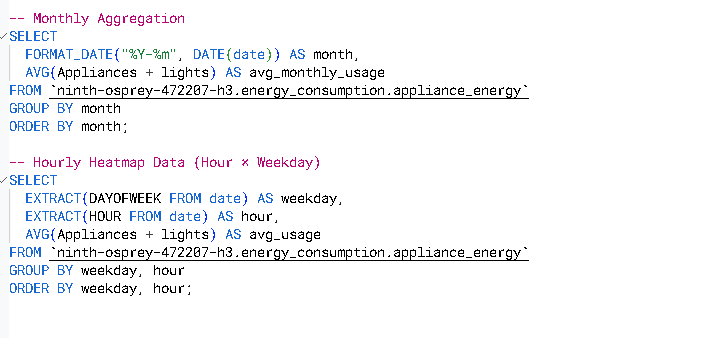 -- Monthly Aggregation
SELECT
FORMAT_DATE("%Y-%m", DATE(date)) AS month,
AVG(Appliances + lights) AS avg_monthly_usage
FROM `ninth-osprey-472207-h3.energy_consumption.appliance_energy`
GROUP BY month
ORDER BY month;
-- Hourly Heatmap Data (Hour × Weekday)
SELECT
EXTRACT(DAYOFWEEK FROM date) AS weekday,
EXTRACT(HOUR FROM date) AS hour,
AVG(Appliances + lights) AS avg_usage
FROM `ninth-osprey-472207-h3.energy_consumption.appliance_energy`
GROUP BY weekday, hour
ORDER BY weekday, hour;